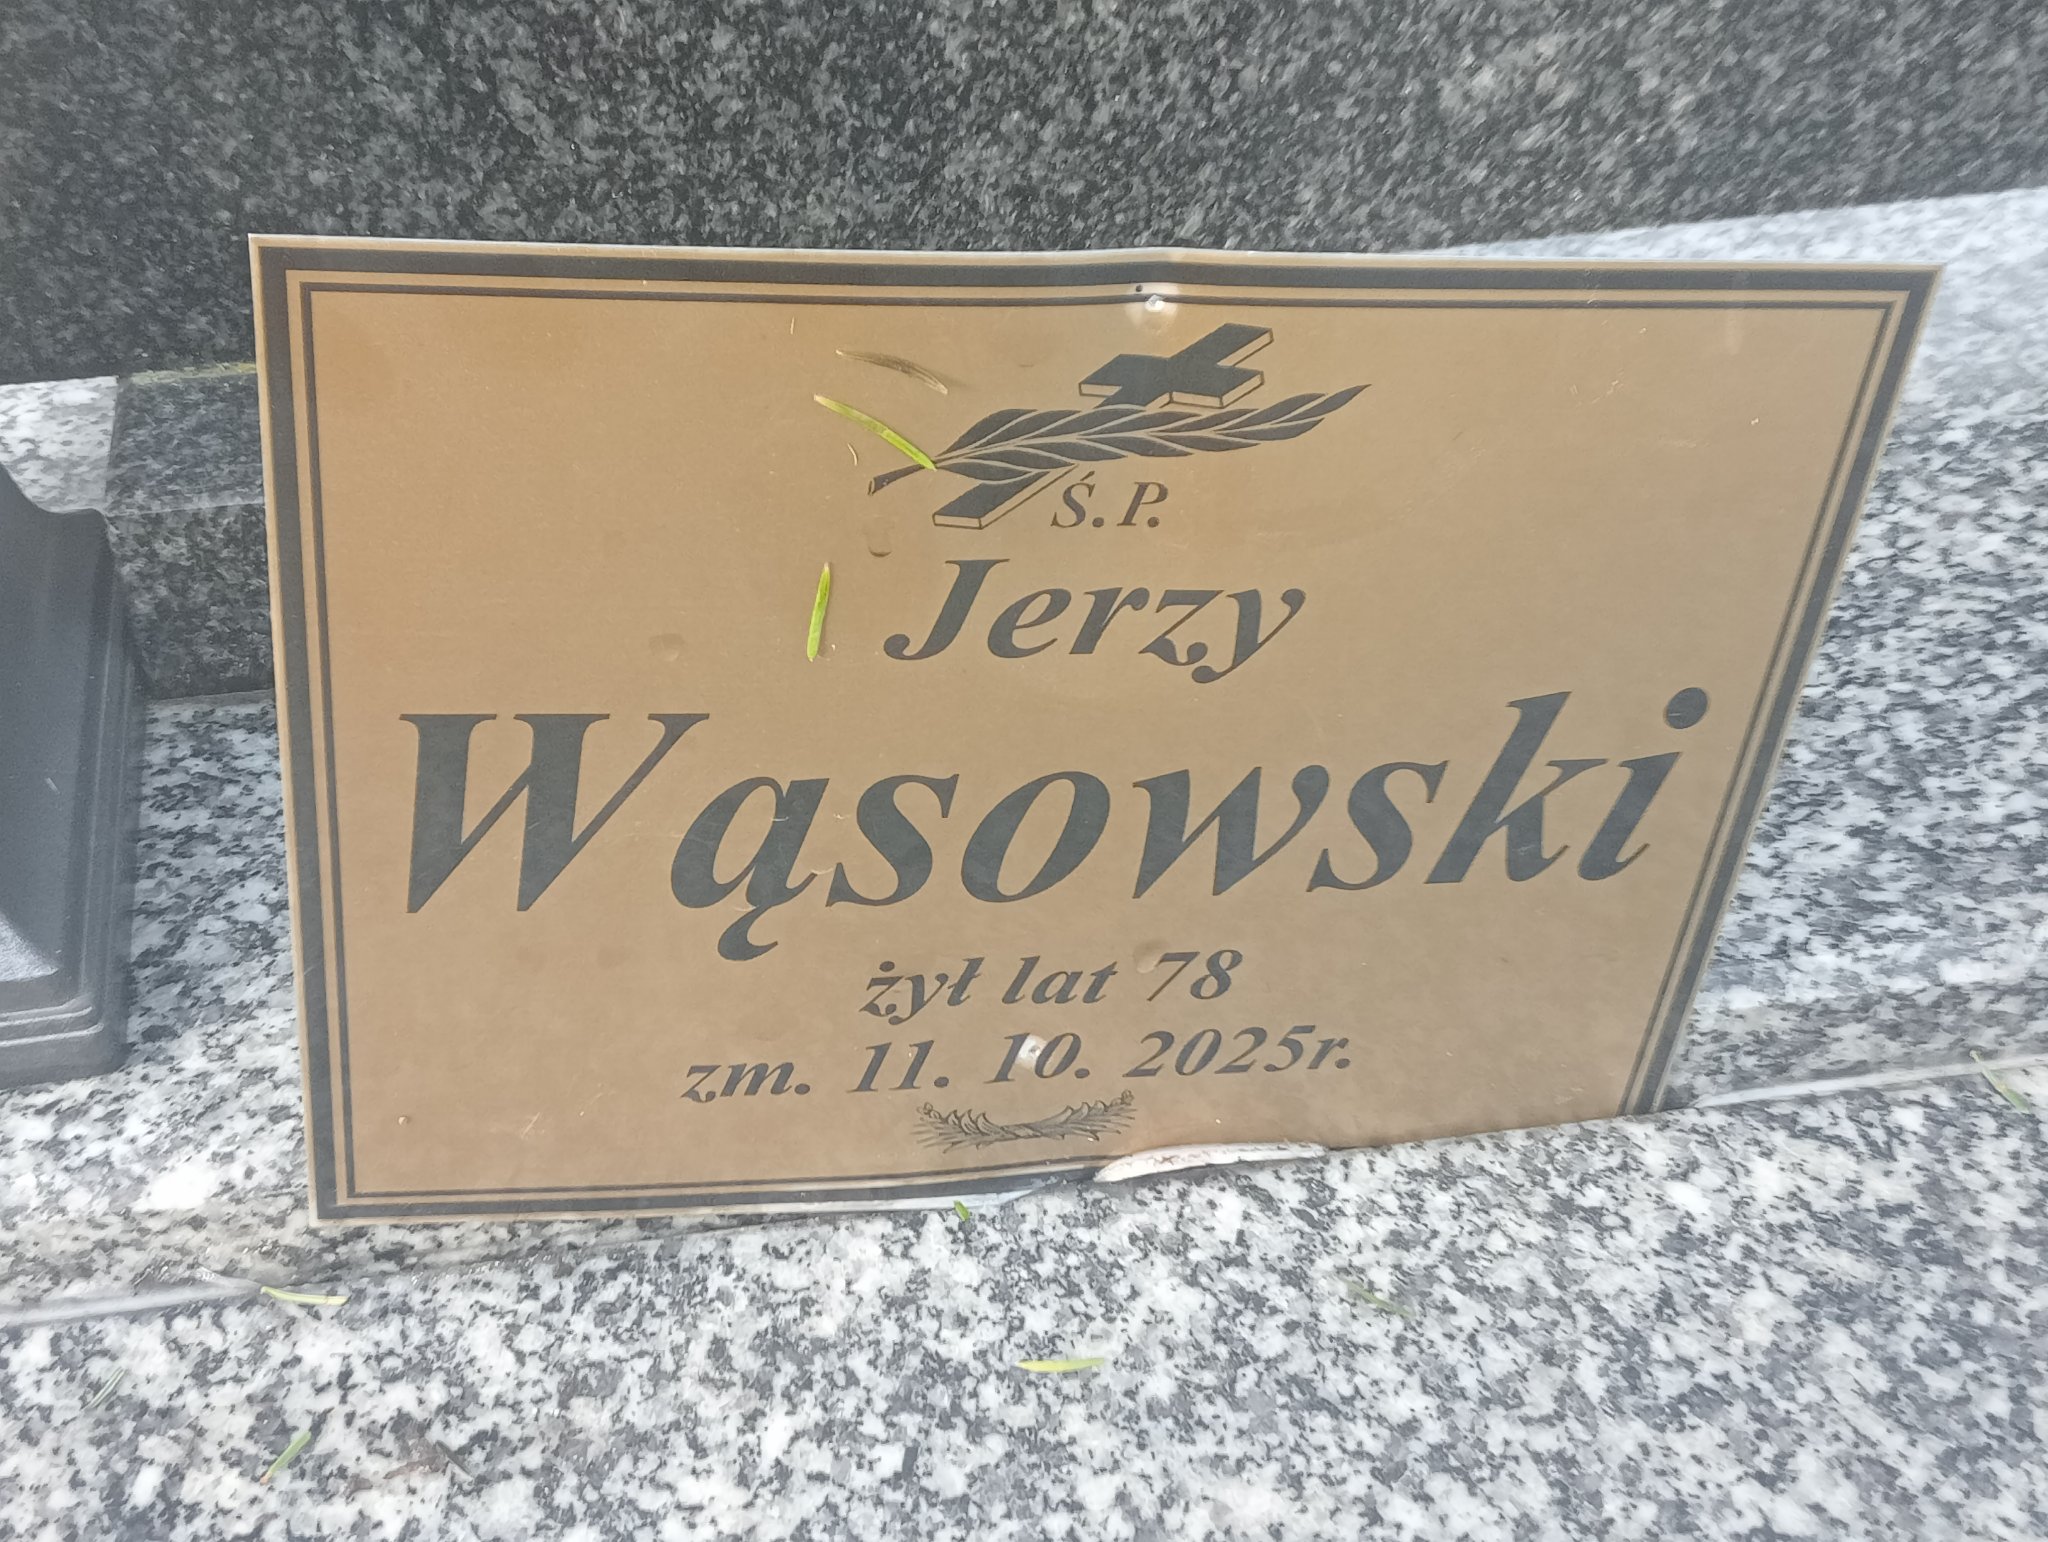 Ś. P.
Jerzy
Wąsowski
żył lat 78
zm. 11. 10. 2025r.